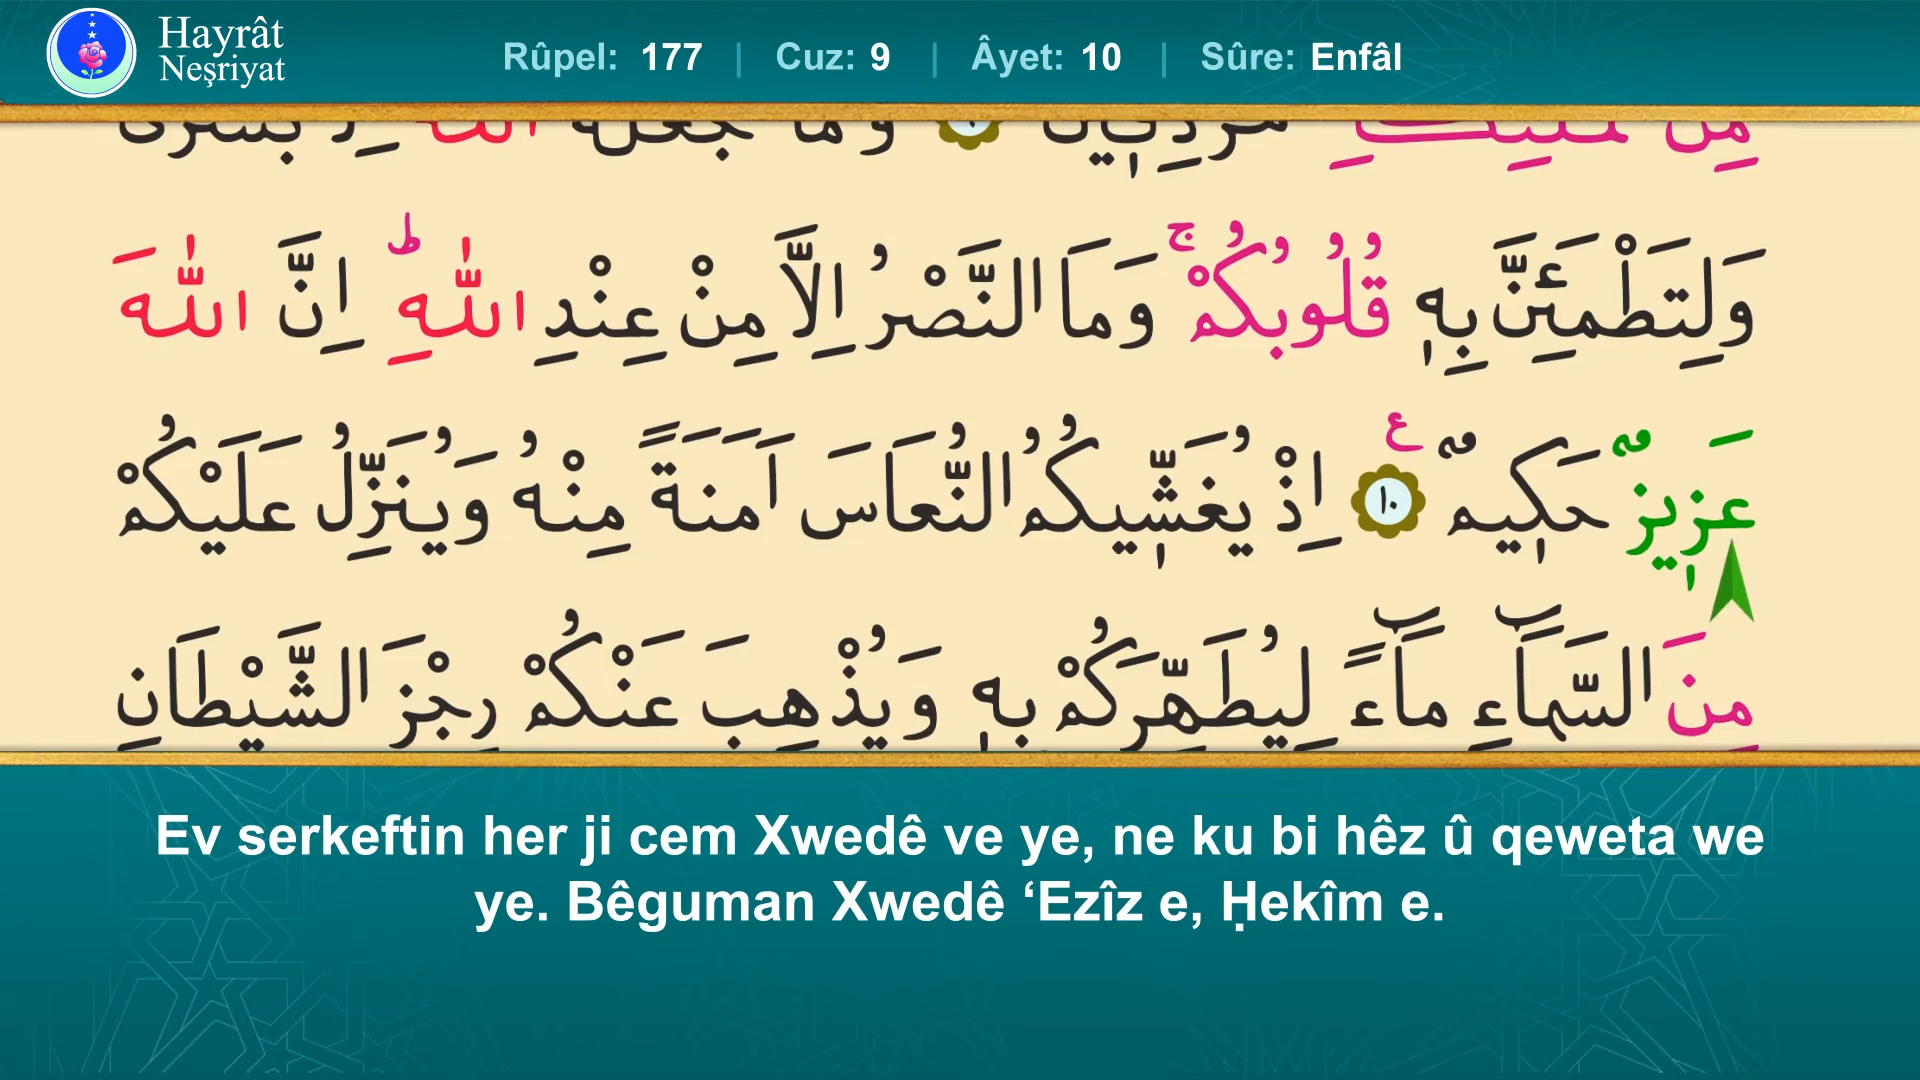 Hayrât
Neşriyat
Rûpel: 177 | Cuz: 9 | Âyet: 10 | Sûre: Enfâl
وَلِتَطْمَئِنَّ بِه۪ قُلُوبُكُمْۚ وَمَا النَّصْرُ اِلَّا مِنْ عِنْدِ اللّٰهِۜ اِنَّ اللّٰهَ
عَز۪يزٌ حَك۪يمٌ ﴿١٠﴾ ع اِذْ يُغَشّ۪يكُمُ النُّعَاسَ اَمَنَةً مِنْهُ وَيُنَزِّلُ عَلَيْكُمْ
مِنَ السَّمَٓاءِ مَٓاءً لِيُطَهِّرَكُمْ بِه۪ وَيُذْهِبَ عَنْكُمْ رِجْزَ الشَّيْطَانِ
Ev serkeftin her ji cem Xwedê ve ye, ne ku bi hêz û qeweta we
ye. Bêguman Xwedê ‘Ezîz e, Ḥekîm e.